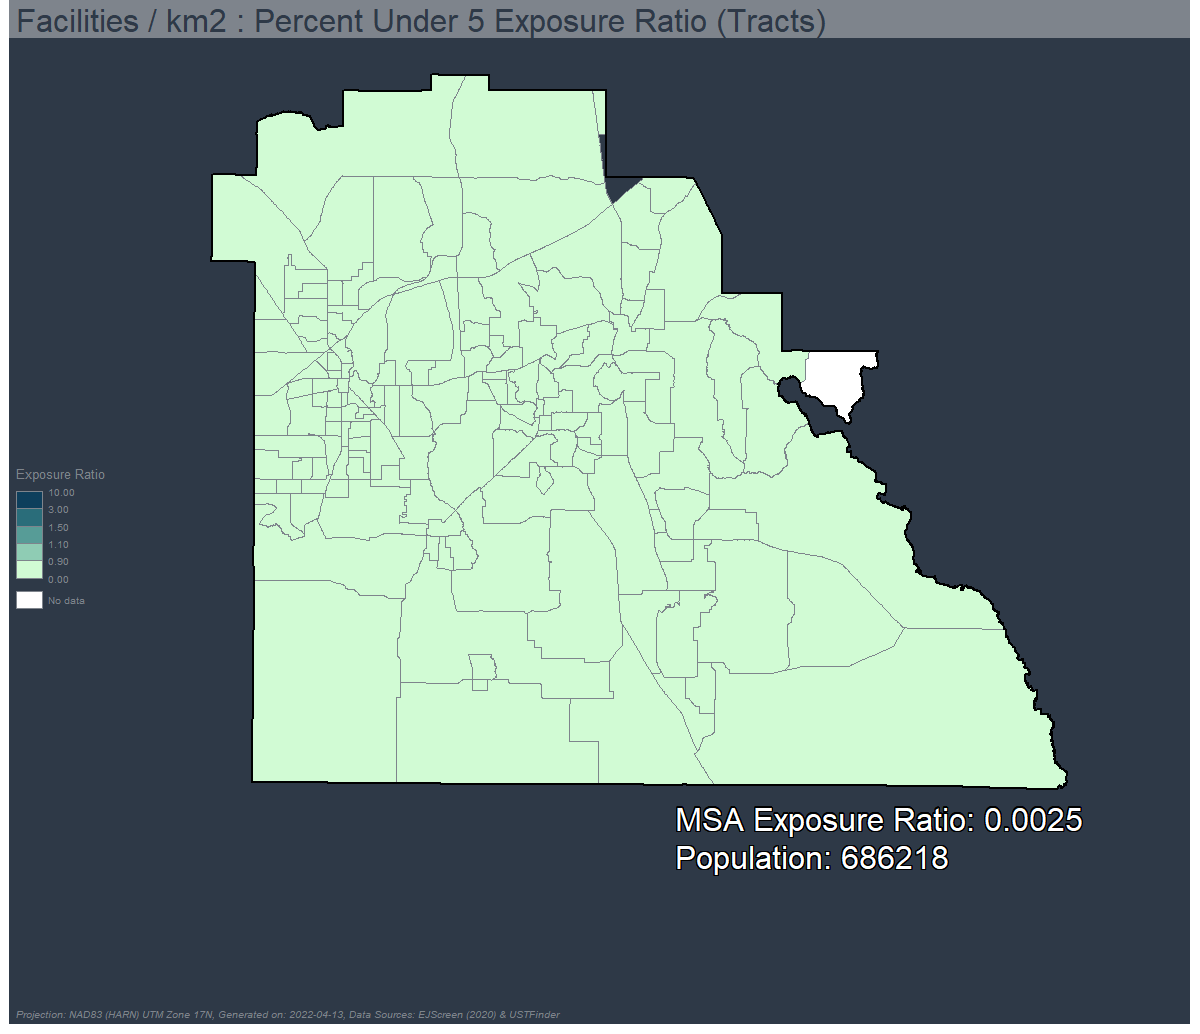 Facilities / km2 : Percent Under 5 Exposure Ratio (Tracts)
Exposure Ratio
10.00
3.00
1.50
1.10
0.90
0.00
No data
MSA Exposure Ratio: 0.0025
Population: 686218
Projection: NAD83 (HARN) UTM Zone 17N, Generated on: 2022-04-13, Data Sources: EJScreen (2020) & USTFinder